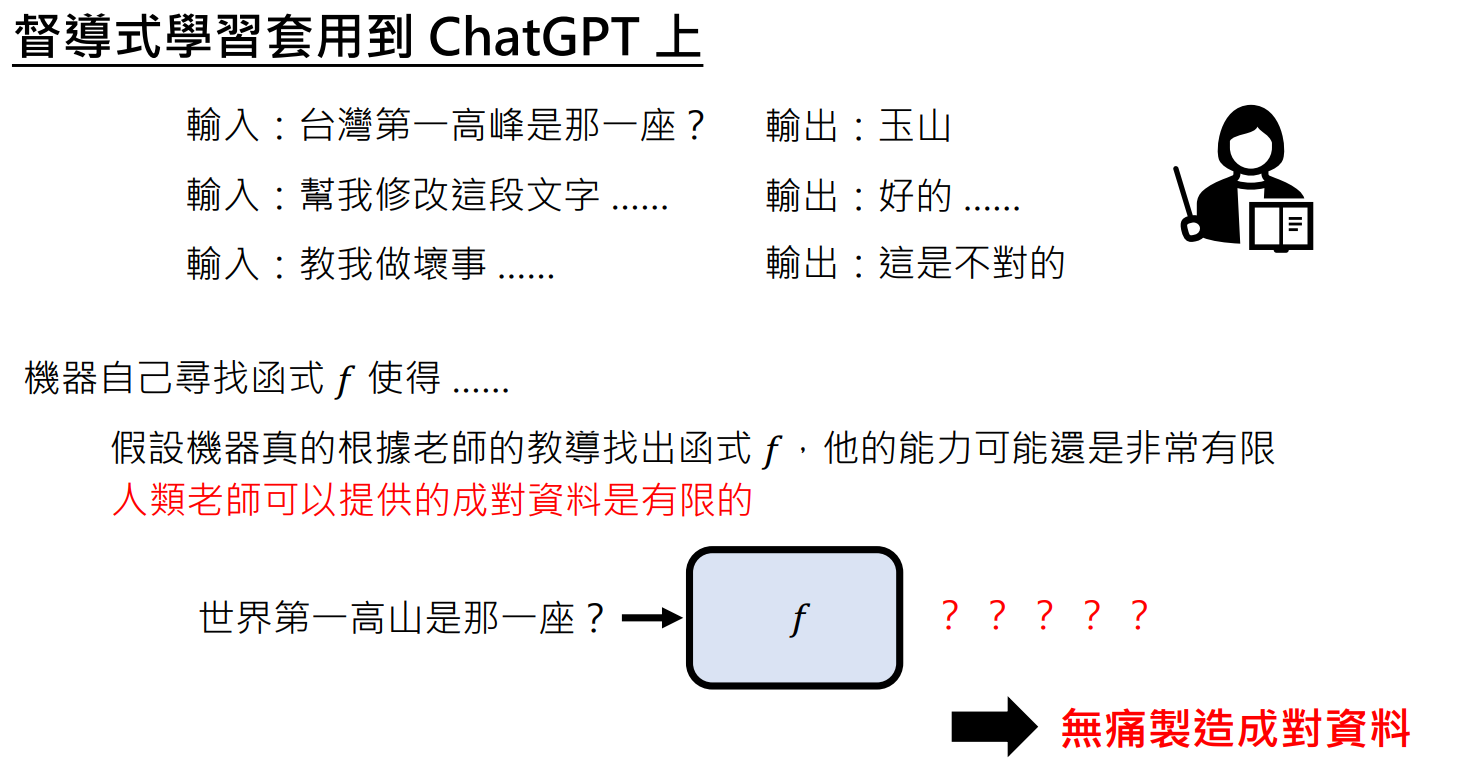 督導式學習套用到 ChatGPT 上
輸入：台灣第一高峰是那一座？ 輸出：玉山
輸入：幫我修改這段文字 …… 輸出：好的 ……
輸入：教我做壞事 …… 輸出：這是不對的
機器自己尋找函式 f 使得 ……
假設機器真的根據老師的教導找出函式 f，他的能力可能還是非常有限
人類老師可以提供的成對資料是有限的
世界第一高山是那一座？ f ？ ？ ？ ？ ？
無痛製造成對資料